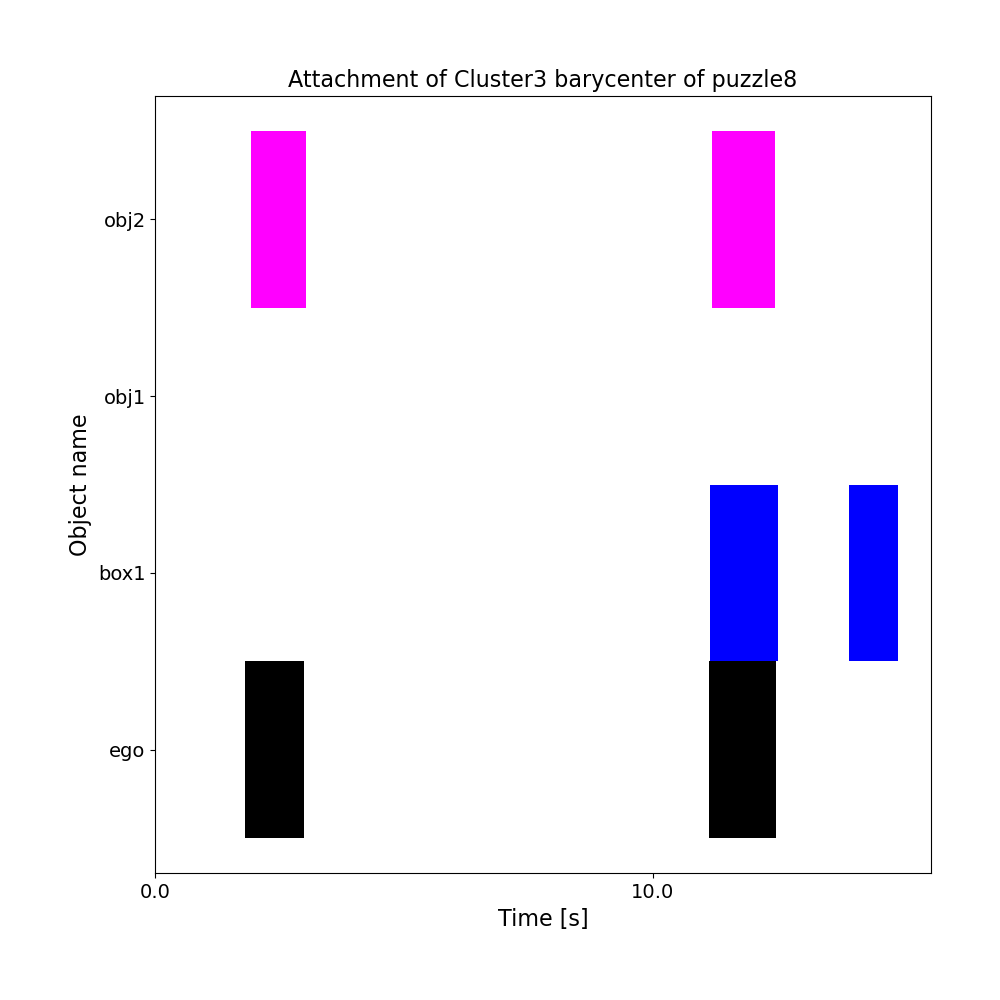 Attachment of Cluster3 barycenter of puzzle8
obj2
obj1
box1
ego
Object name
0.0
10.0
Time [s]